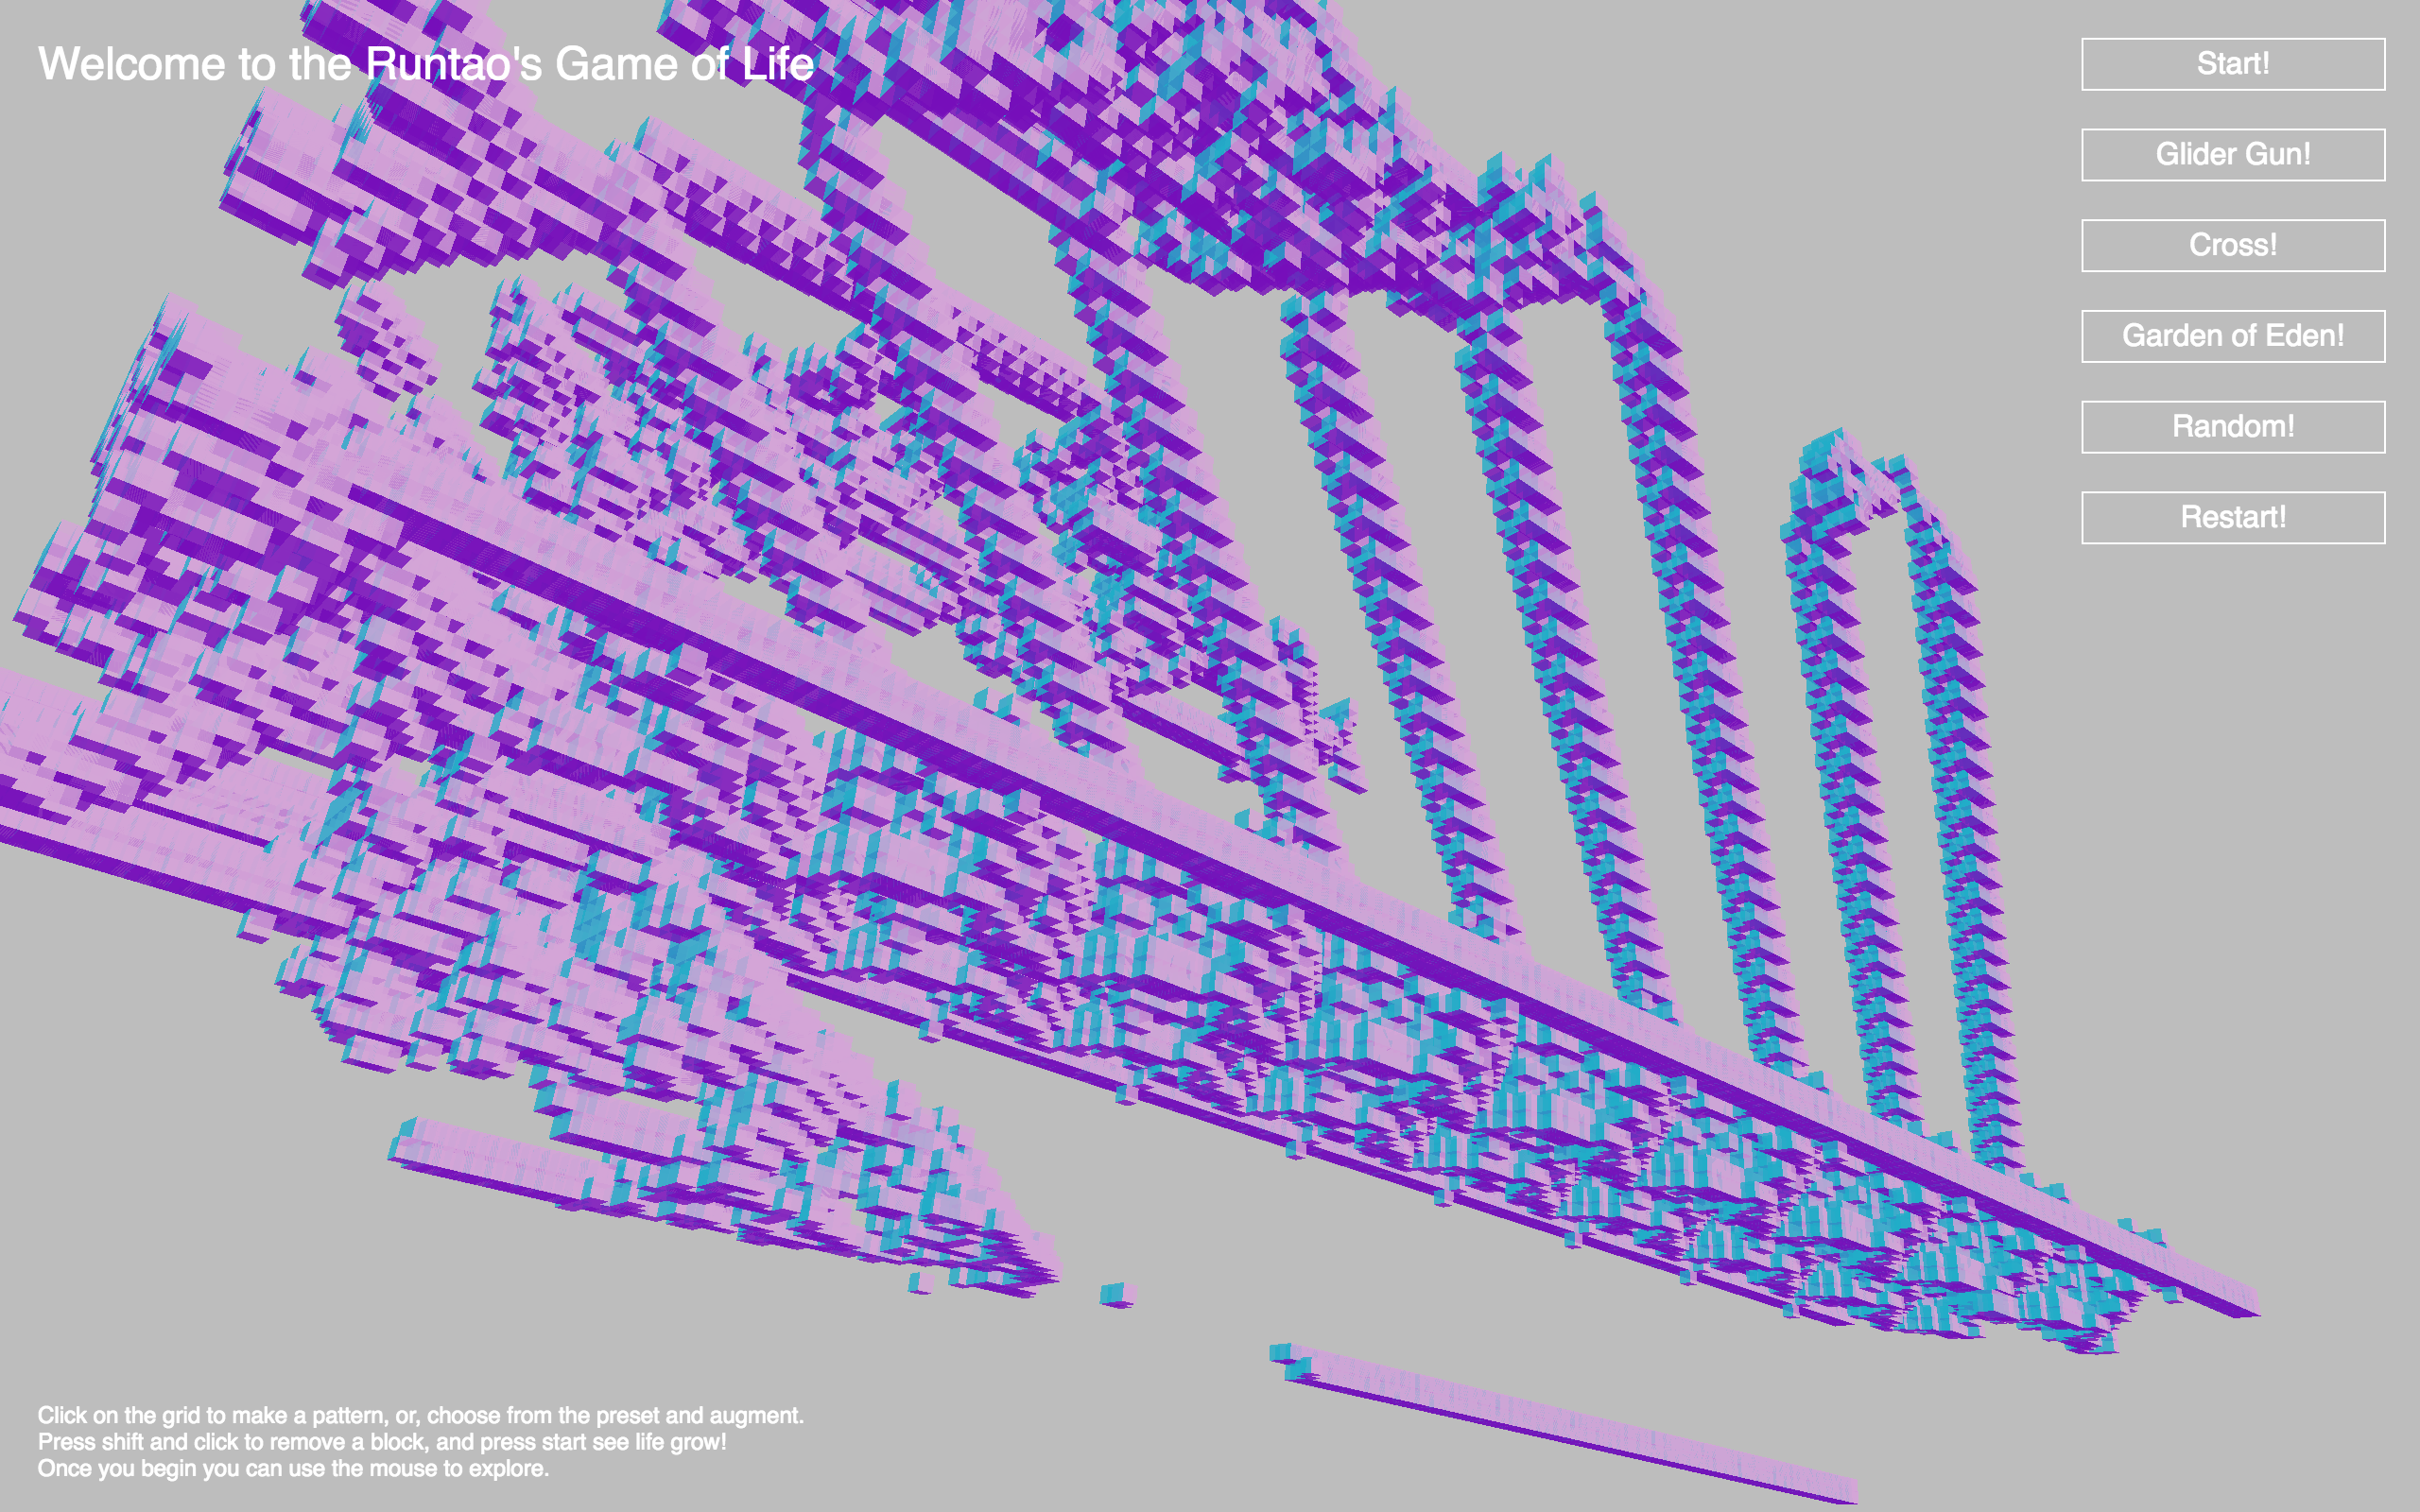 Welcome to the Runtao's Game of Life
Start!
Glider Gun!
Cross!
Garden of Eden!
Random!
Restart!
Click on the grid to make a pattern, or, choose from the preset and augment.
Press shift and click to remove a block, and press start see life grow!
Once you begin you can use the mouse to explore.